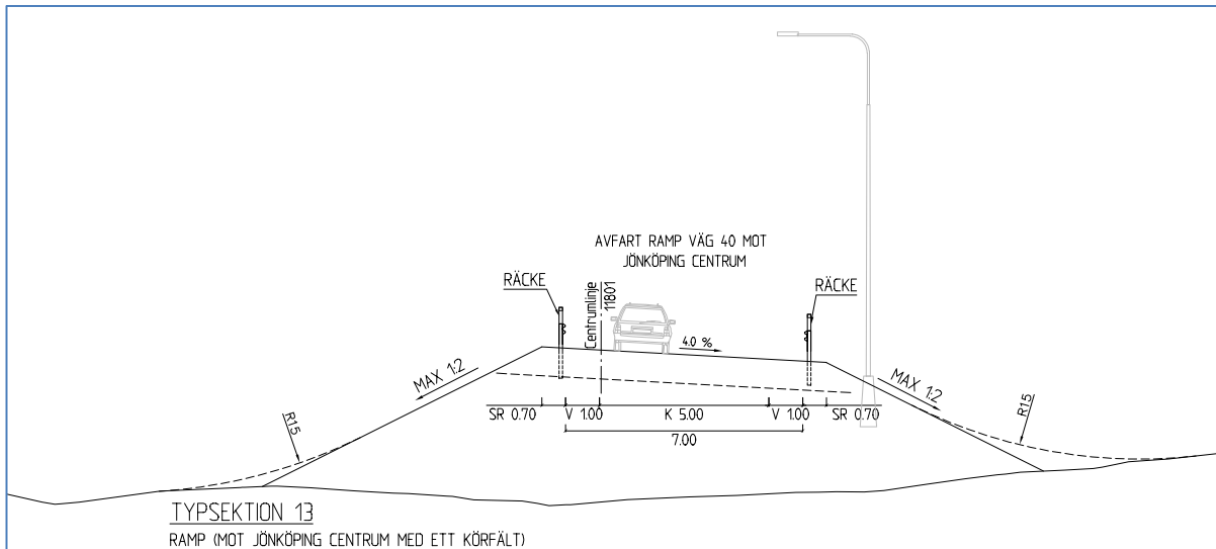 AVFART RAMP VÄG 40 MOT
JÖNKÖPING CENTRUM
RÄCKE
Centrumlinje
11801
RÄCKE
4.0 %
MAX 1:2
MAX 1:2
R15
R15
SR 0.70 V 1.00 K 5.00 V 1.00 SR 0.70
7.00
TYPSEKTION 13
RAMP (MOT JÖNKÖPING CENTRUM MED ETT KÖRFÄLT)